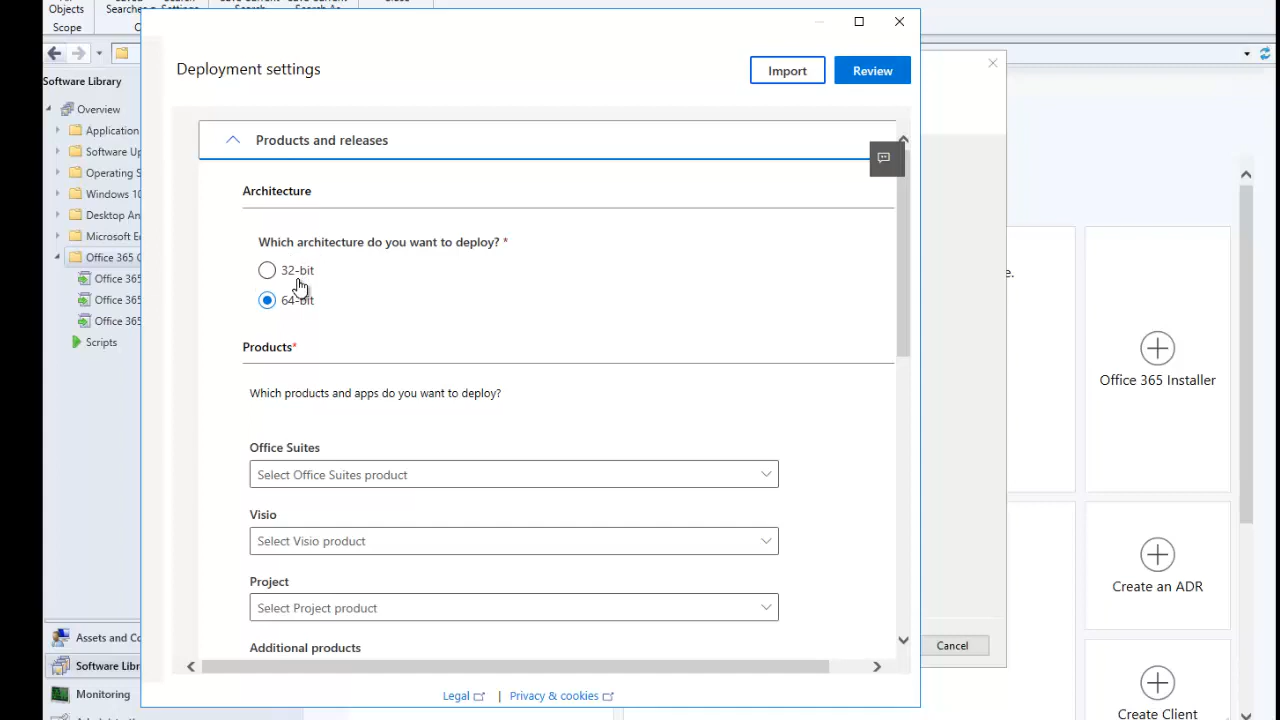 Objects
Scope
Software Library
Overview
Application
Software Up
Operating S
Windows 10
Desktop An
Microsoft E
Office 365 C
Office 365
Office 365
Office 365
Scripts
Assets and Co
Software Libr
Monitoring
Deployment settings
Import
Review
Products and releases
Architecture
Which architecture do you want to deploy? *
32-bit
64-bit
Products*
Which products and apps do you want to deploy?
Office Suites
Select Office Suites product
Visio
Select Visio product
Project
Select Project product
Additional products
Legal | Privacy & cookies
Cancel
e.
Office 365 Installer
Create an ADR
Create Client